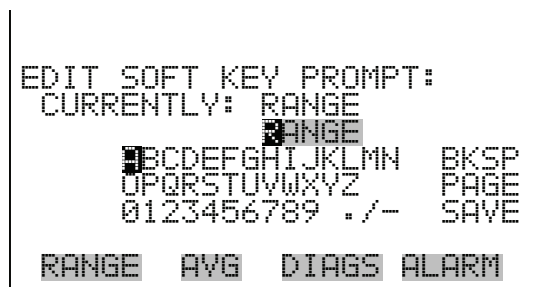 EDIT SOFT KEY PROMPT:
CURRENTLY: RANGE
RANGE
ABCDEFGHIJKLMN BKSP
OPQRSTUVWXYZ PAGE
0123456789 ./- SAVE
RANGE AVG DIAGS ALARM